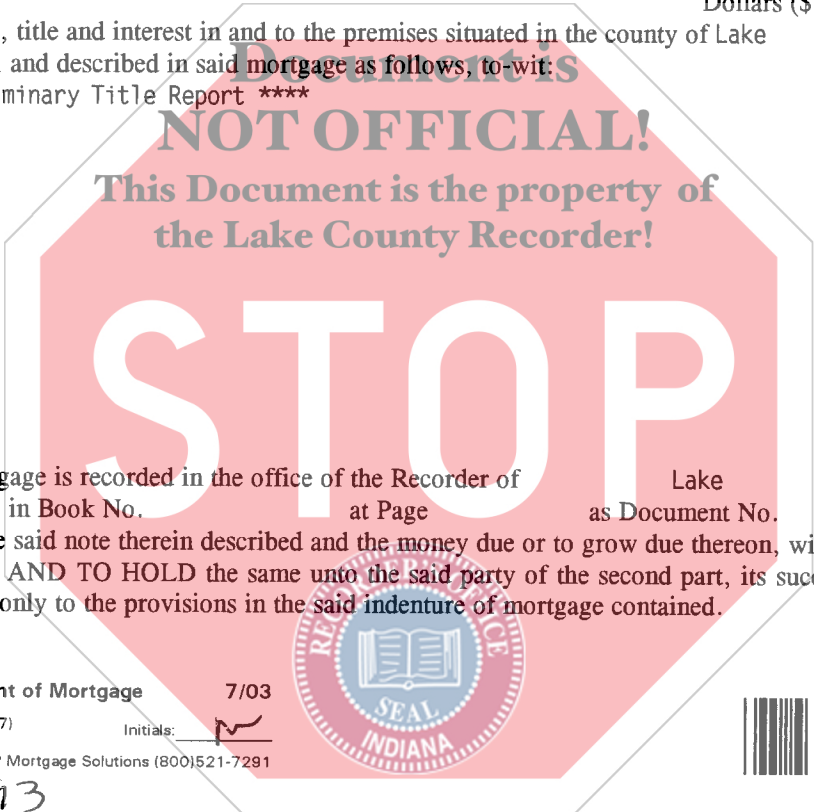 Dollars ($
, title and interest in and to the premises situated in the county of Lake
and described in said mortgage as follows, to-wit:
minary Title Report ****
Document is
NOT OFFICIAL!
This Document is the property of
the Lake County Recorder!
STOP
gage is recorded in the office of the Recorder of Lake
in Book No. at Page as Document No.
e said note therein described and the money due or to grow due thereon, wi
AND TO HOLD the same unto the said party of the second part, its succ
only to the provisions in the said indenture of mortgage contained.
RECORDER'S OFFICE
SEAL
INDIANA
nt of Mortgage 7/03
7) Initials:
Mortgage Solutions (800)521-7291